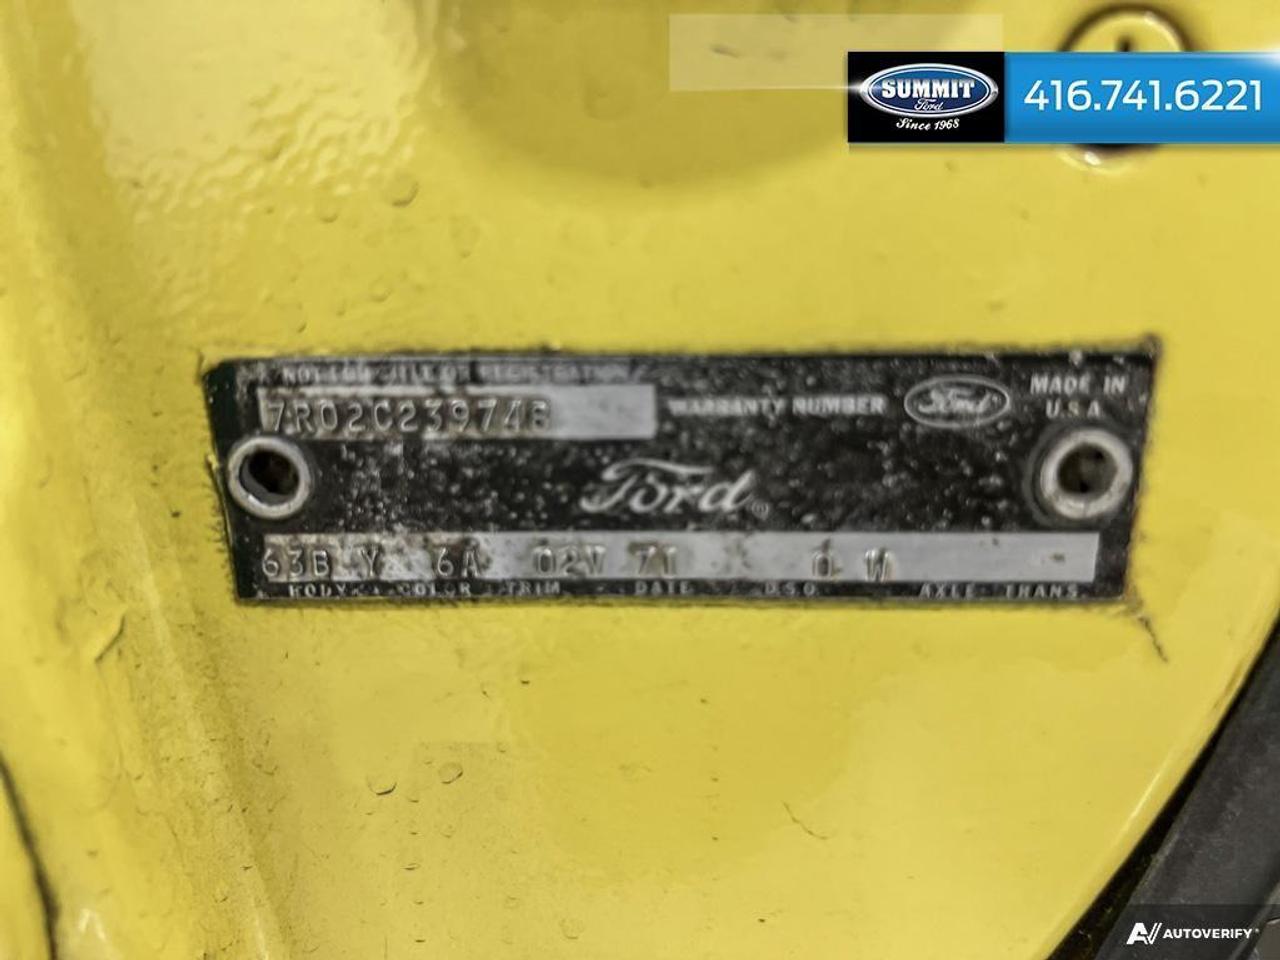 SUMMIT
Ford
Since 1968
416.741.6221
7R02C239748
WARRANTY NUMBER
Ford
MADE IN
U.S.A
Ford
63B Y 6A 02V 71 0 W
BODY COLOR TRIM DATE D.S.O. AXLE TRANS
AUTOVERIFY